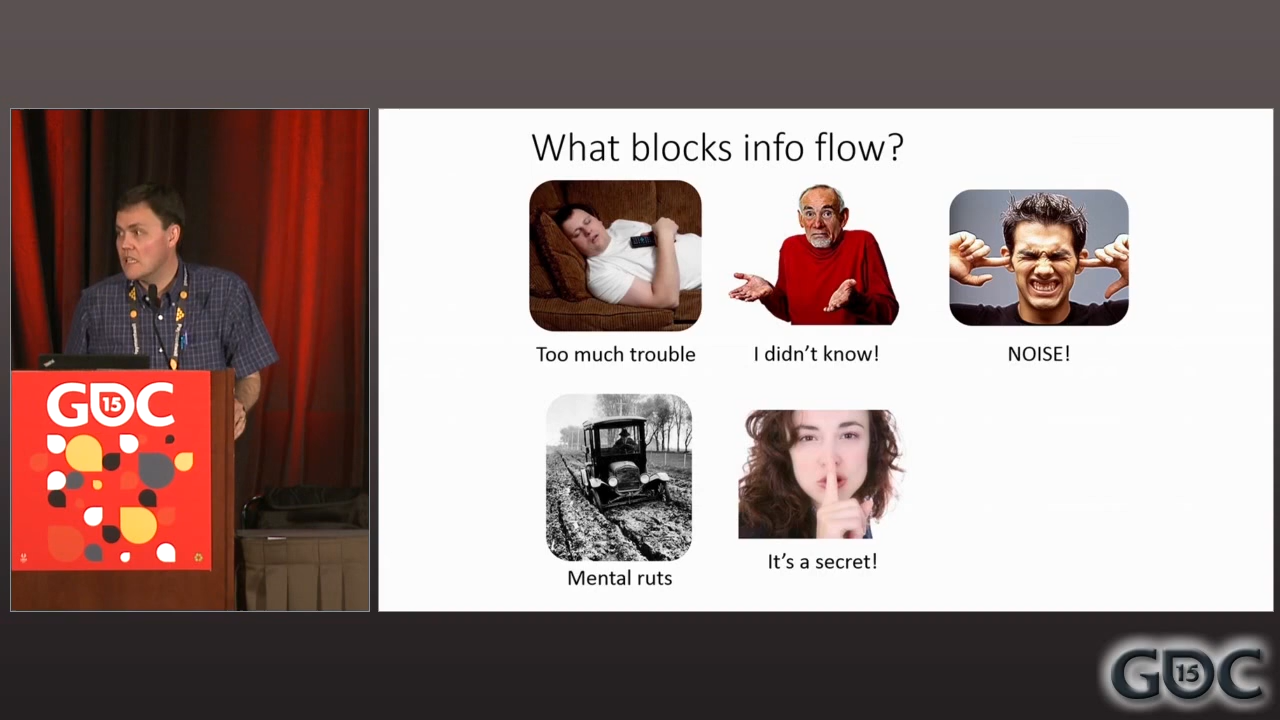 What blocks info flow?
Too much trouble
I didn't know!
NOISE!
Mental ruts
It's a secret!
GDC
15
GDC
15